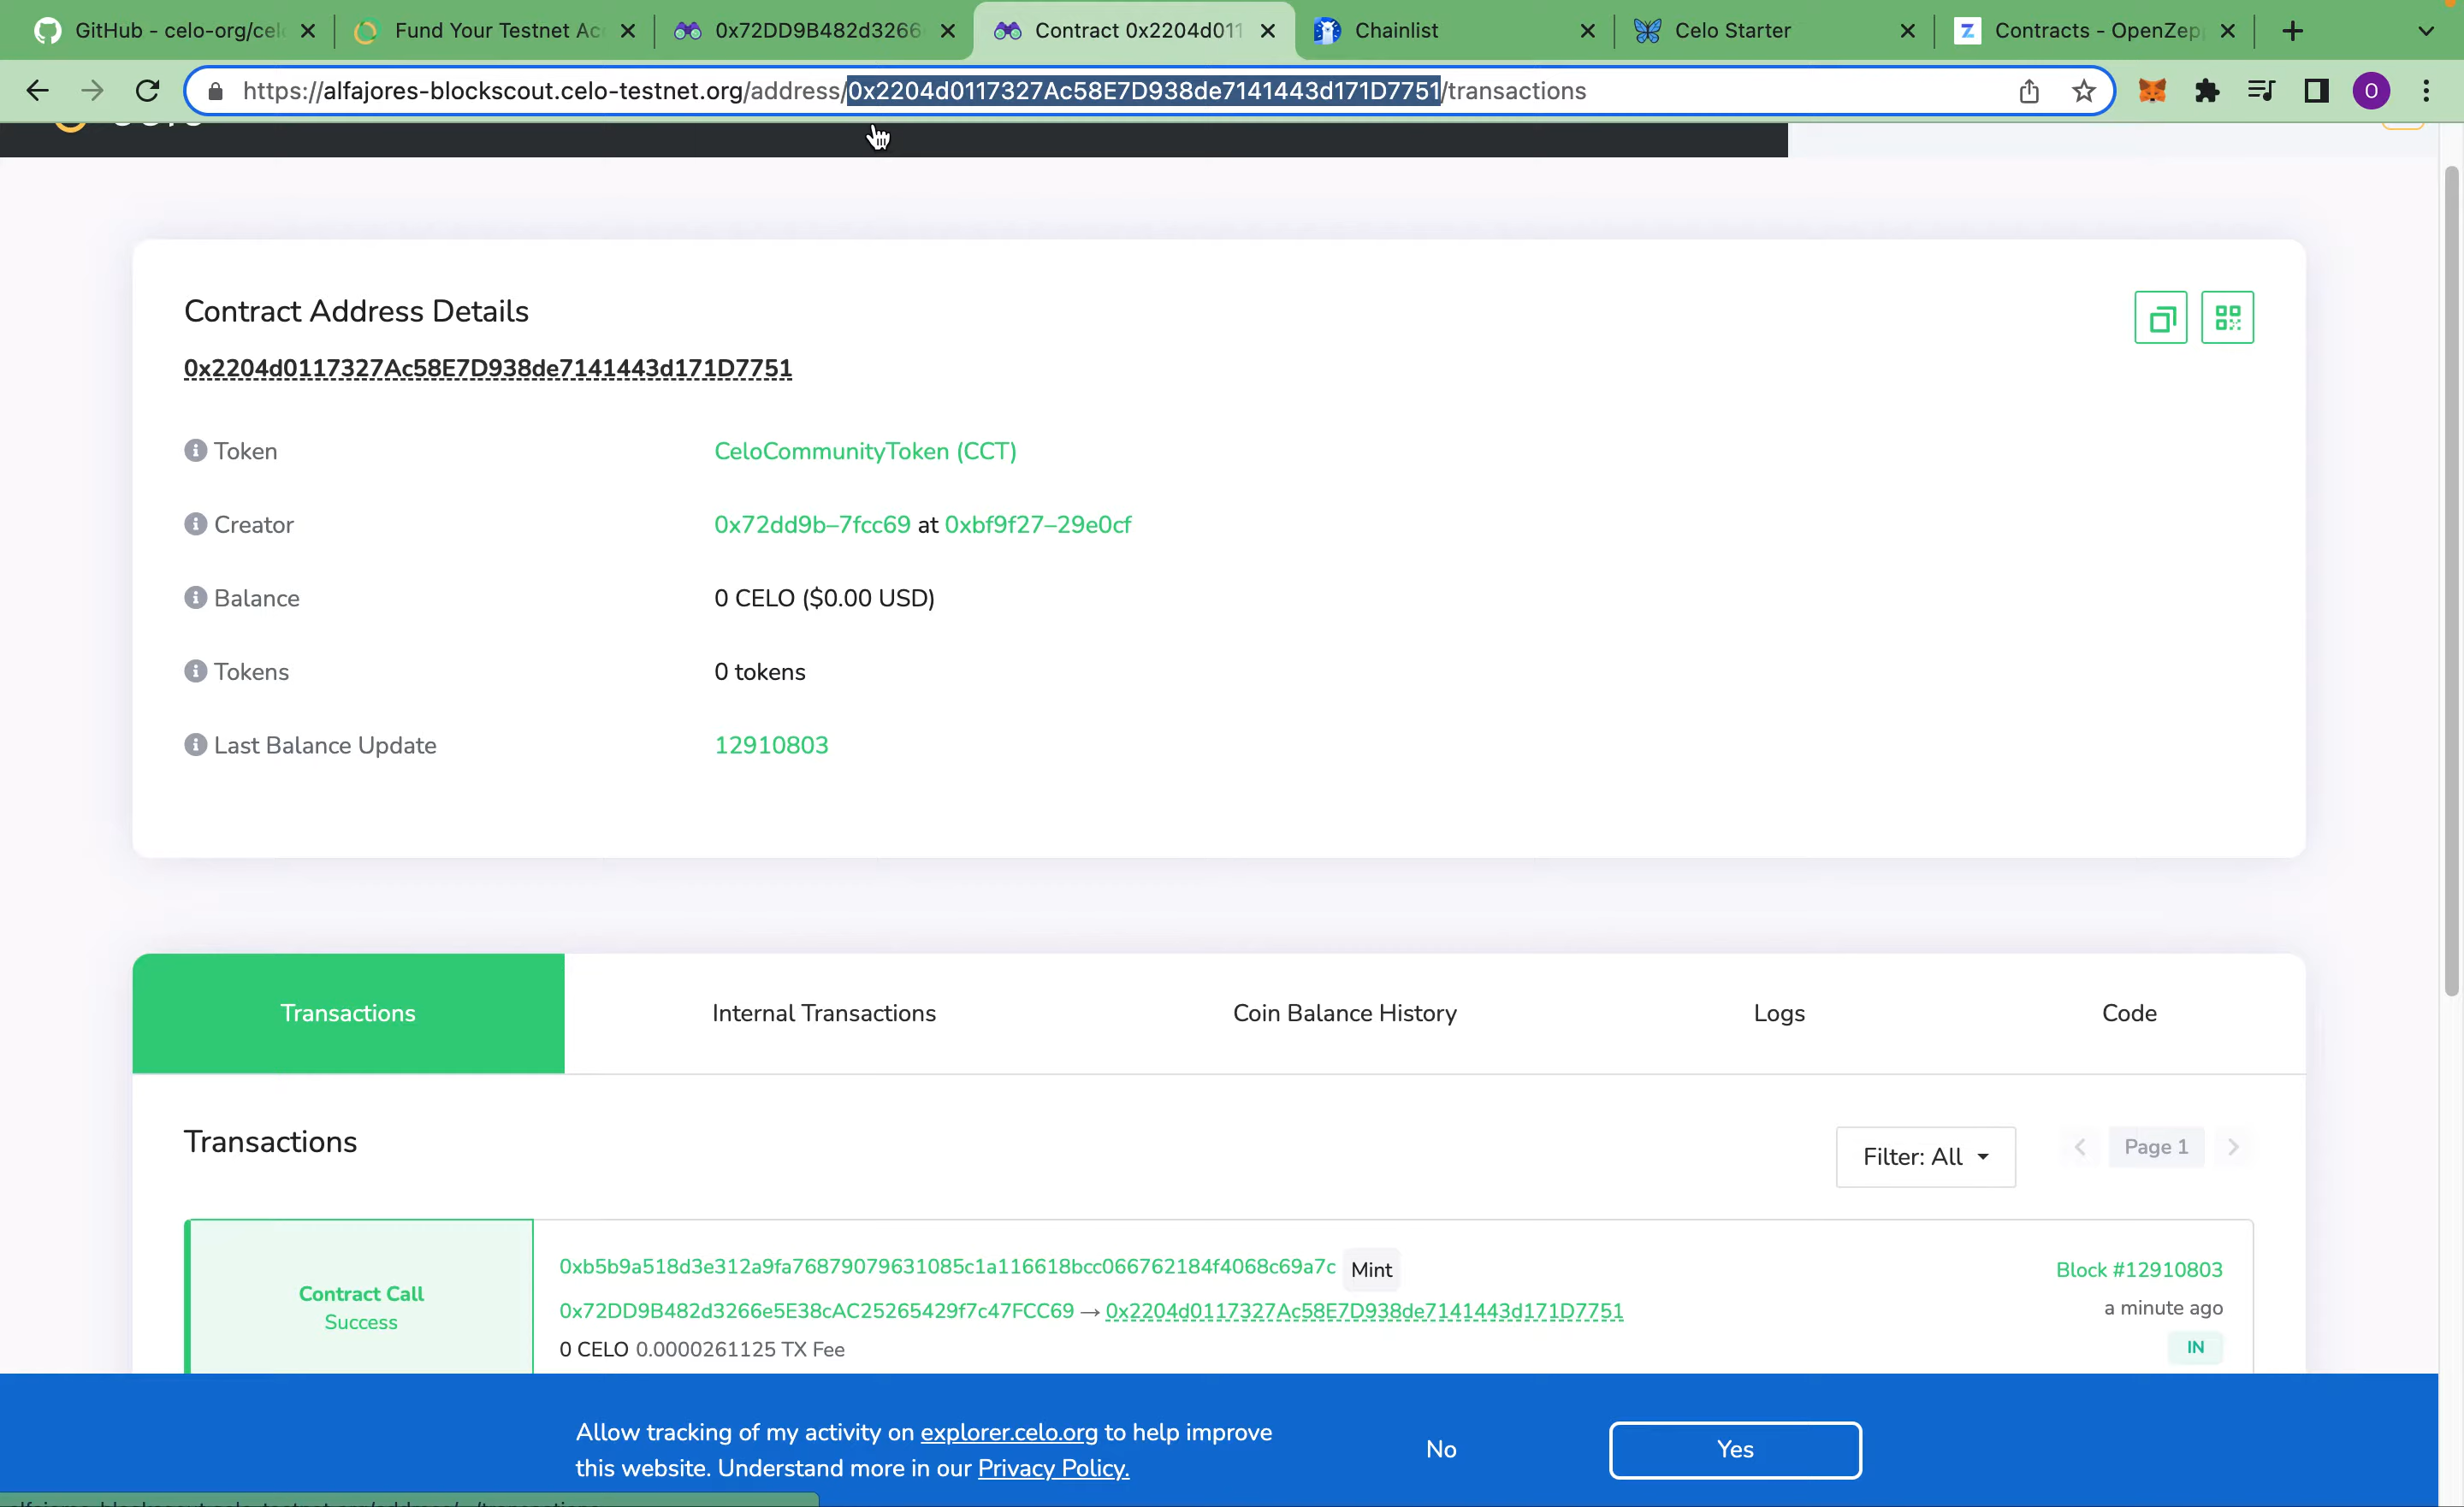 GitHub - celo-org/cel
Fund Your Testnet Ac
0x72DD9B482d3266
Contract 0x2204d011
Chainlist
Celo Starter
Contracts - OpenZepp
https://alfajores-blockscout.celo-testnet.org/address/0x2204d0117327Ac58E7D938de7141443d171D7751/transactions
O
Contract Address Details
0x2204d0117327Ac58E7D938de7141443d171D7751
Token CeloCommunityToken (CCT)
Creator 0x72dd9b–7fcc69 at 0xbf9f27–29e0cf
Balance 0 CELO ($0.00 USD)
Tokens 0 tokens
Last Balance Update 12910803
Transactions Internal Transactions Coin Balance History Logs Code
Transactions
Filter: All
Page 1
0xb5b9a518d3e312a9fa76879079631085c1a116618bcc066762184f4068c69a7c Mint
Block #12910803
Contract Call
Success
0x72DD9B482d3266e5E38cAC25265429f7c47FCC69 → 0x2204d0117327Ac58E7D938de7141443d171D7751
a minute ago
0 CELO 0.0000261125 TX Fee
IN
Allow tracking of my activity on explorer.celo.org to help improve
this website. Understand more in our Privacy Policy.
No
Yes